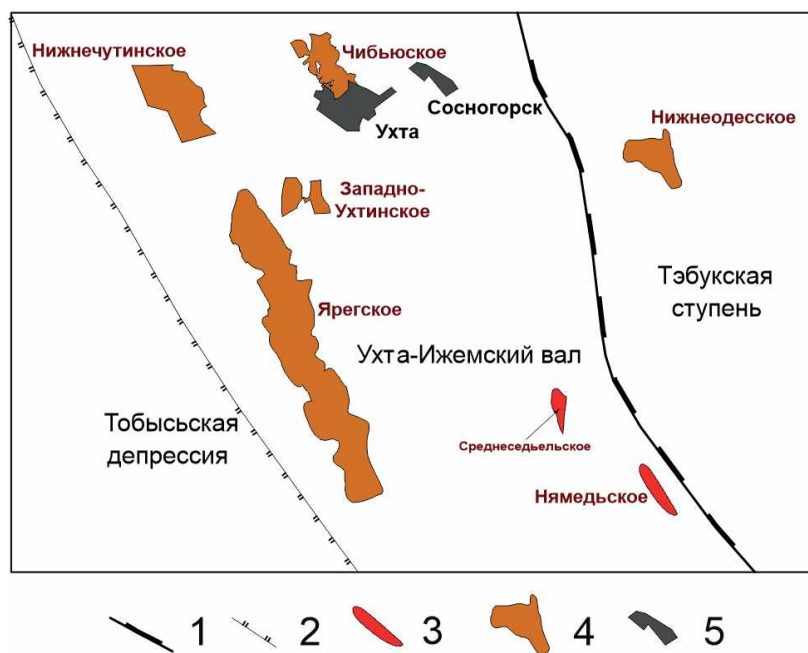 Нижнечутинское
Чибьюское
Сосногорск
Ухта
Нижнеодесское
Западно-
Ухтинское
Тэбукская
ступень
Ярегское
Ухта-Ижемский вал
Тобысьская
депрессия
Среднеседьельское
Нямедьское
1 2 3 4 5